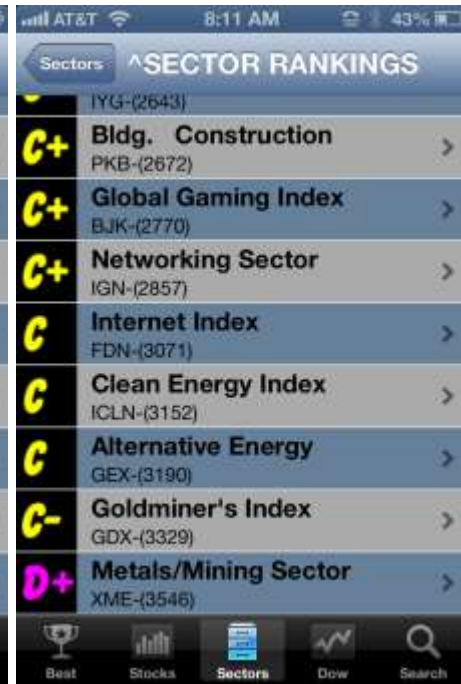 AT&T 8:11 AM 43%
Sectors ^SECTOR RANKINGS
IYG-(2643)
C+ Bldg. Construction
PKB-(2672)
C+ Global Gaming Index
BJK-(2770)
C+ Networking Sector
IGN-(2857)
C Internet Index
FDN-(3071)
C Clean Energy Index
ICLN-(3152)
C Alternative Energy
GEX-(3190)
C- Goldminer's Index
GDX-(3329)
D+ Metals/Mining Sector
XME-(3546)
Best Stocks Sectors Dow Search